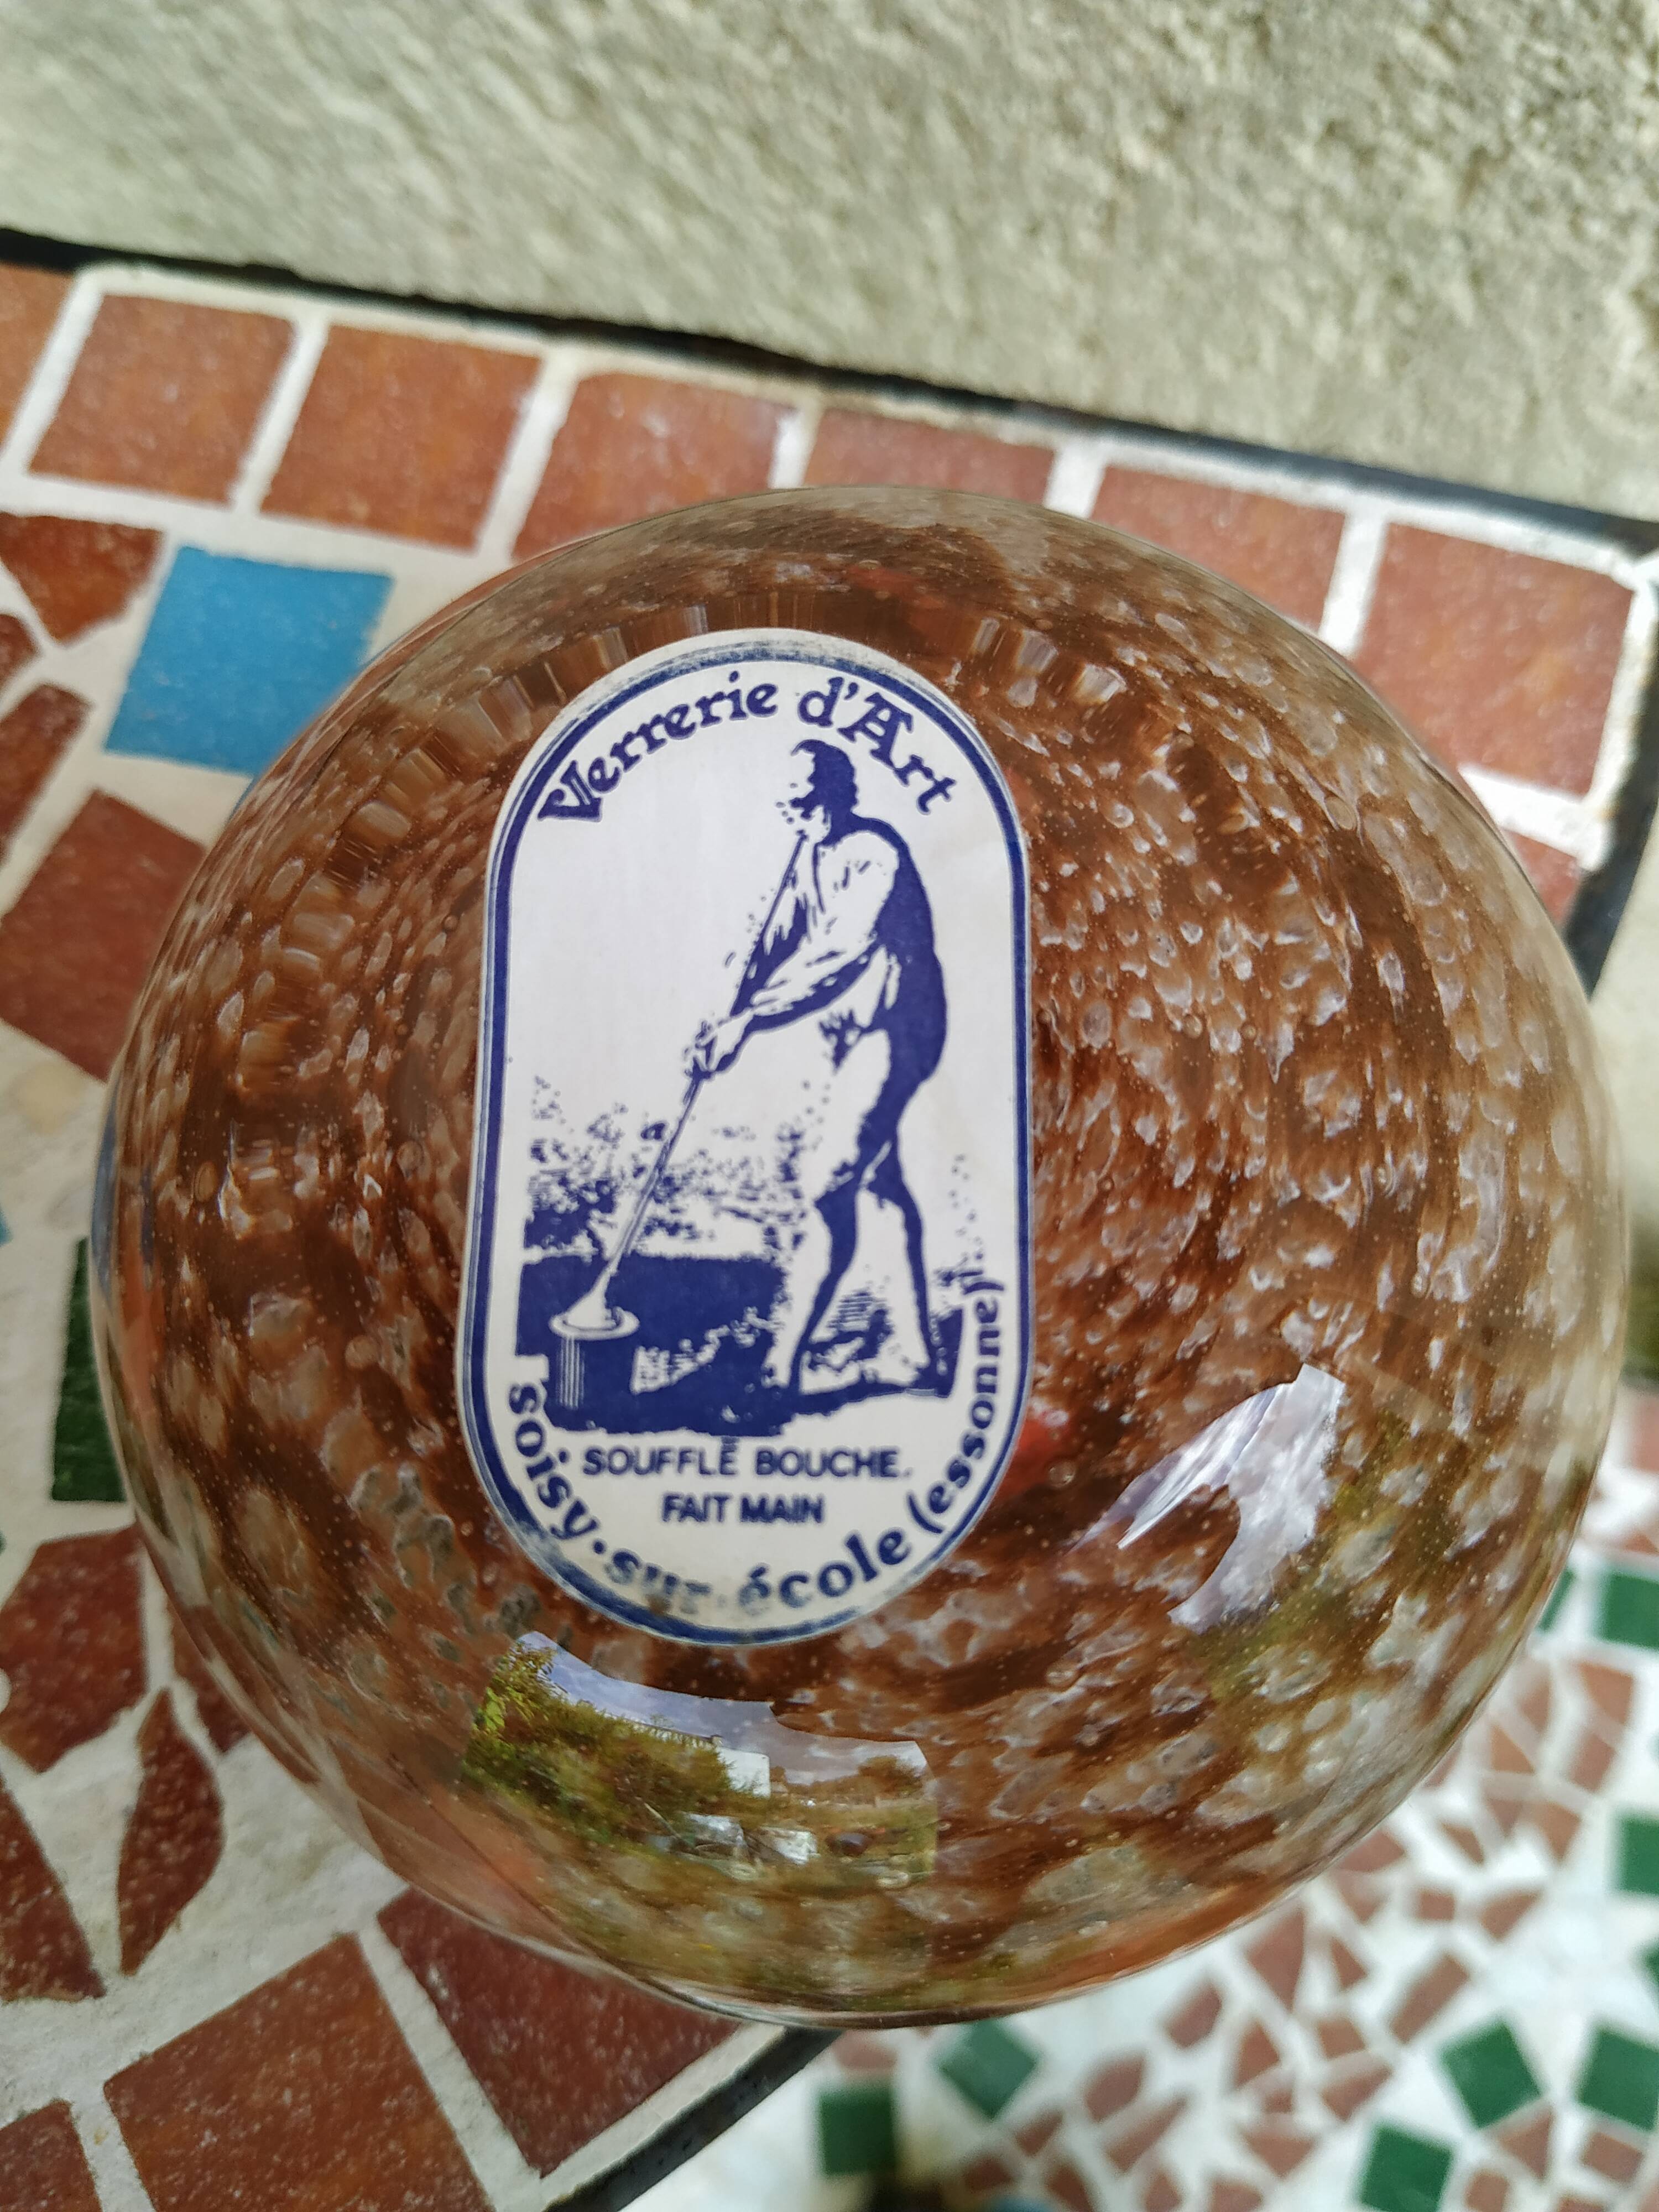 Verrerie d'Art
SOUFFLÉ BOUCHE.
FAIT MAIN
soisy·sur·école (essonne)